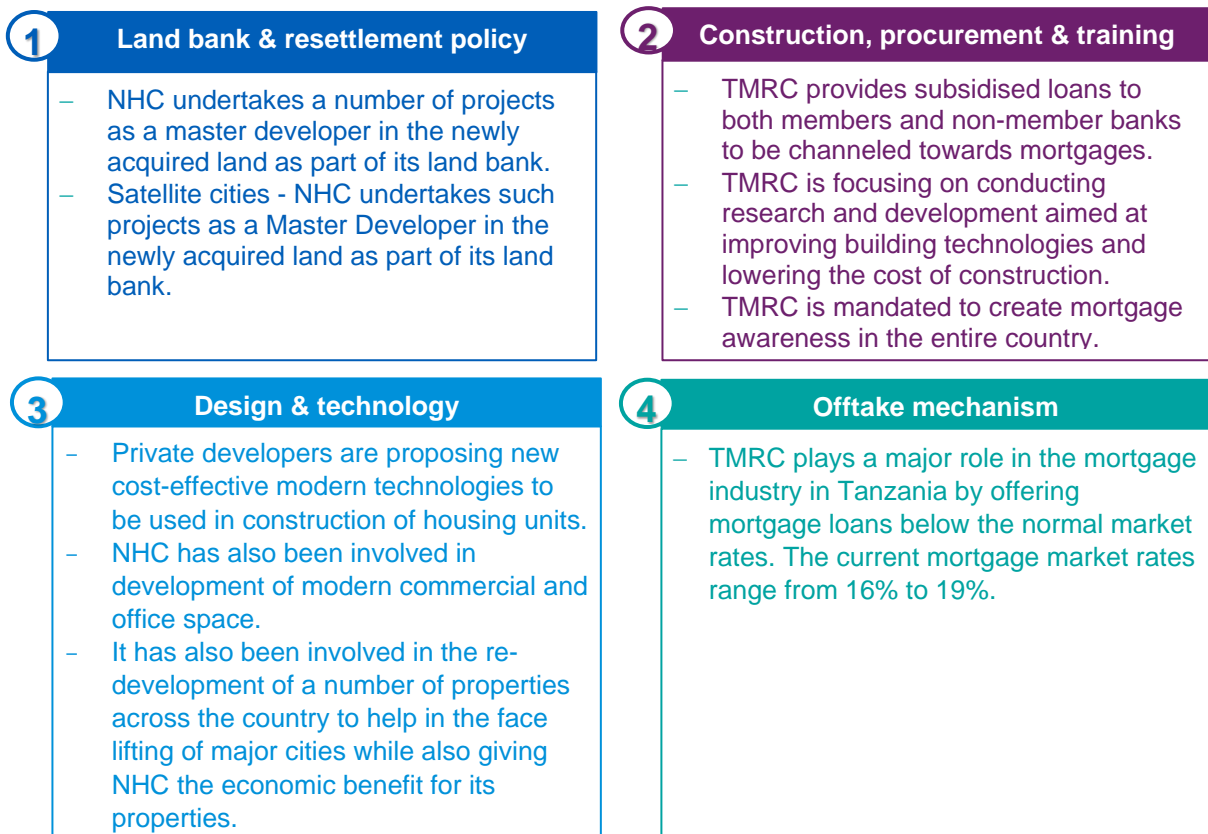 1
Land bank & resettlement policy
– NHC undertakes a number of projects
as a master developer in the newly
acquired land as part of its land bank.
– Satellite cities - NHC undertakes such
projects as a Master Developer in the
newly acquired land as part of its land
bank.
2
Construction, procurement & training
– TMRC provides subsidised loans to
both members and non-member banks
to be channeled towards mortgages.
– TMRC is focusing on conducting
research and development aimed at
improving building technologies and
lowering the cost of construction.
– TMRC is mandated to create mortgage
awareness in the entire country.
3
Design & technology
– Private developers are proposing new
cost-effective modern technologies to
be used in construction of housing units.
– NHC has also been involved in
development of modern commercial and
office space.
– It has also been involved in the re-
development of a number of properties
across the country to help in the face
lifting of major cities while also giving
NHC the economic benefit for its
properties.
4
Offtake mechanism
– TMRC plays a major role in the mortgage
industry in Tanzania by offering
mortgage loans below the normal market
rates. The current mortgage market rates
range from 16% to 19%.